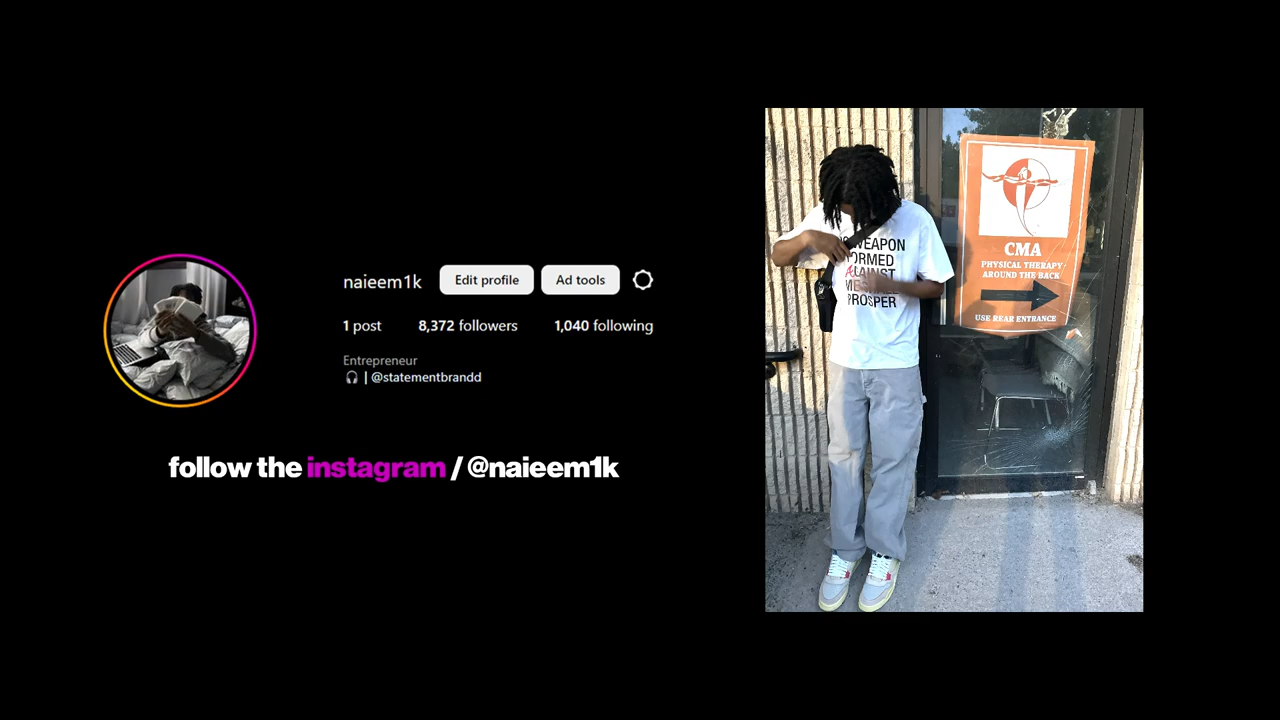 naieem1k
Edit profile
Ad tools
1 post
8,372 followers
1,040 following
Entrepreneur
| @statementbrandd
follow the instagram / @naieem1k
WEAPON
FORMED
PROSPER
CMA
PHYSICAL THERAPY
AROUND THE BACK
USE REAR ENTRANCE